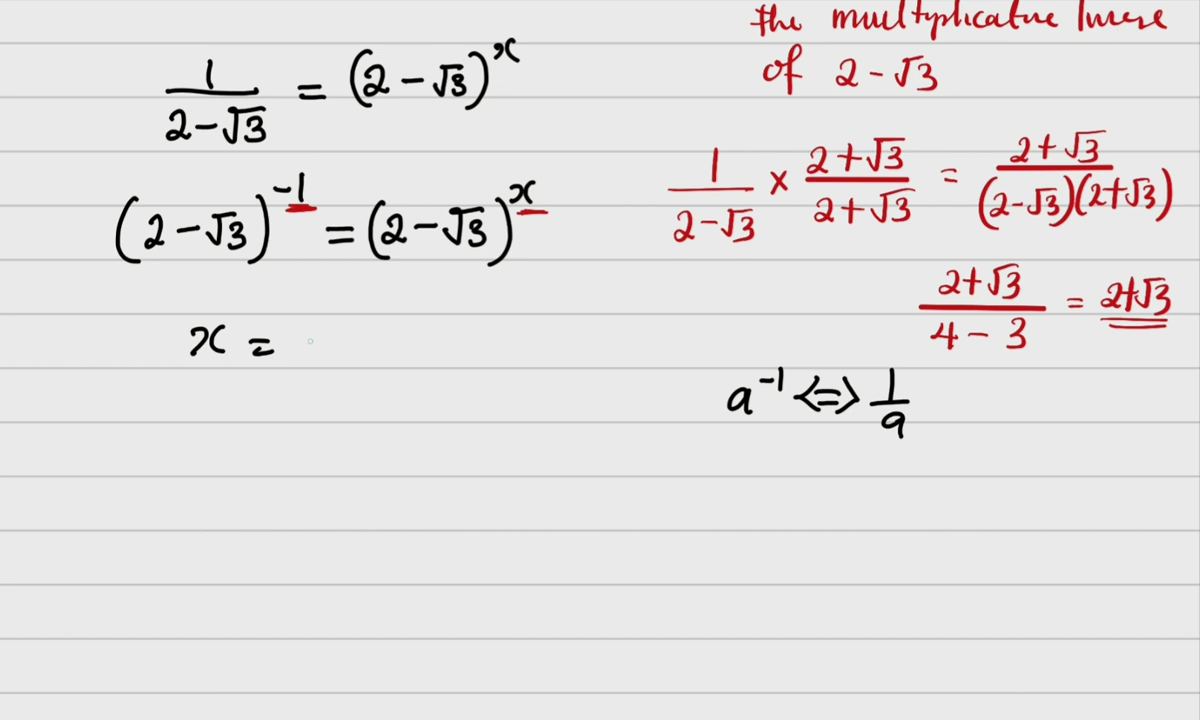 the multiplicative Inverse
of 2 - √3
1/(2-√3) = (2 - √3)^x
(2 - √3)^-1 = (2 - √3)^x
x =
1/(2-√3) × (2+√3)/(2+√3) = (2+√3)/((2-√3)(2+√3))
(2+√3)/(4 - 3) = 2+√3
a^-1 <=> 1/a